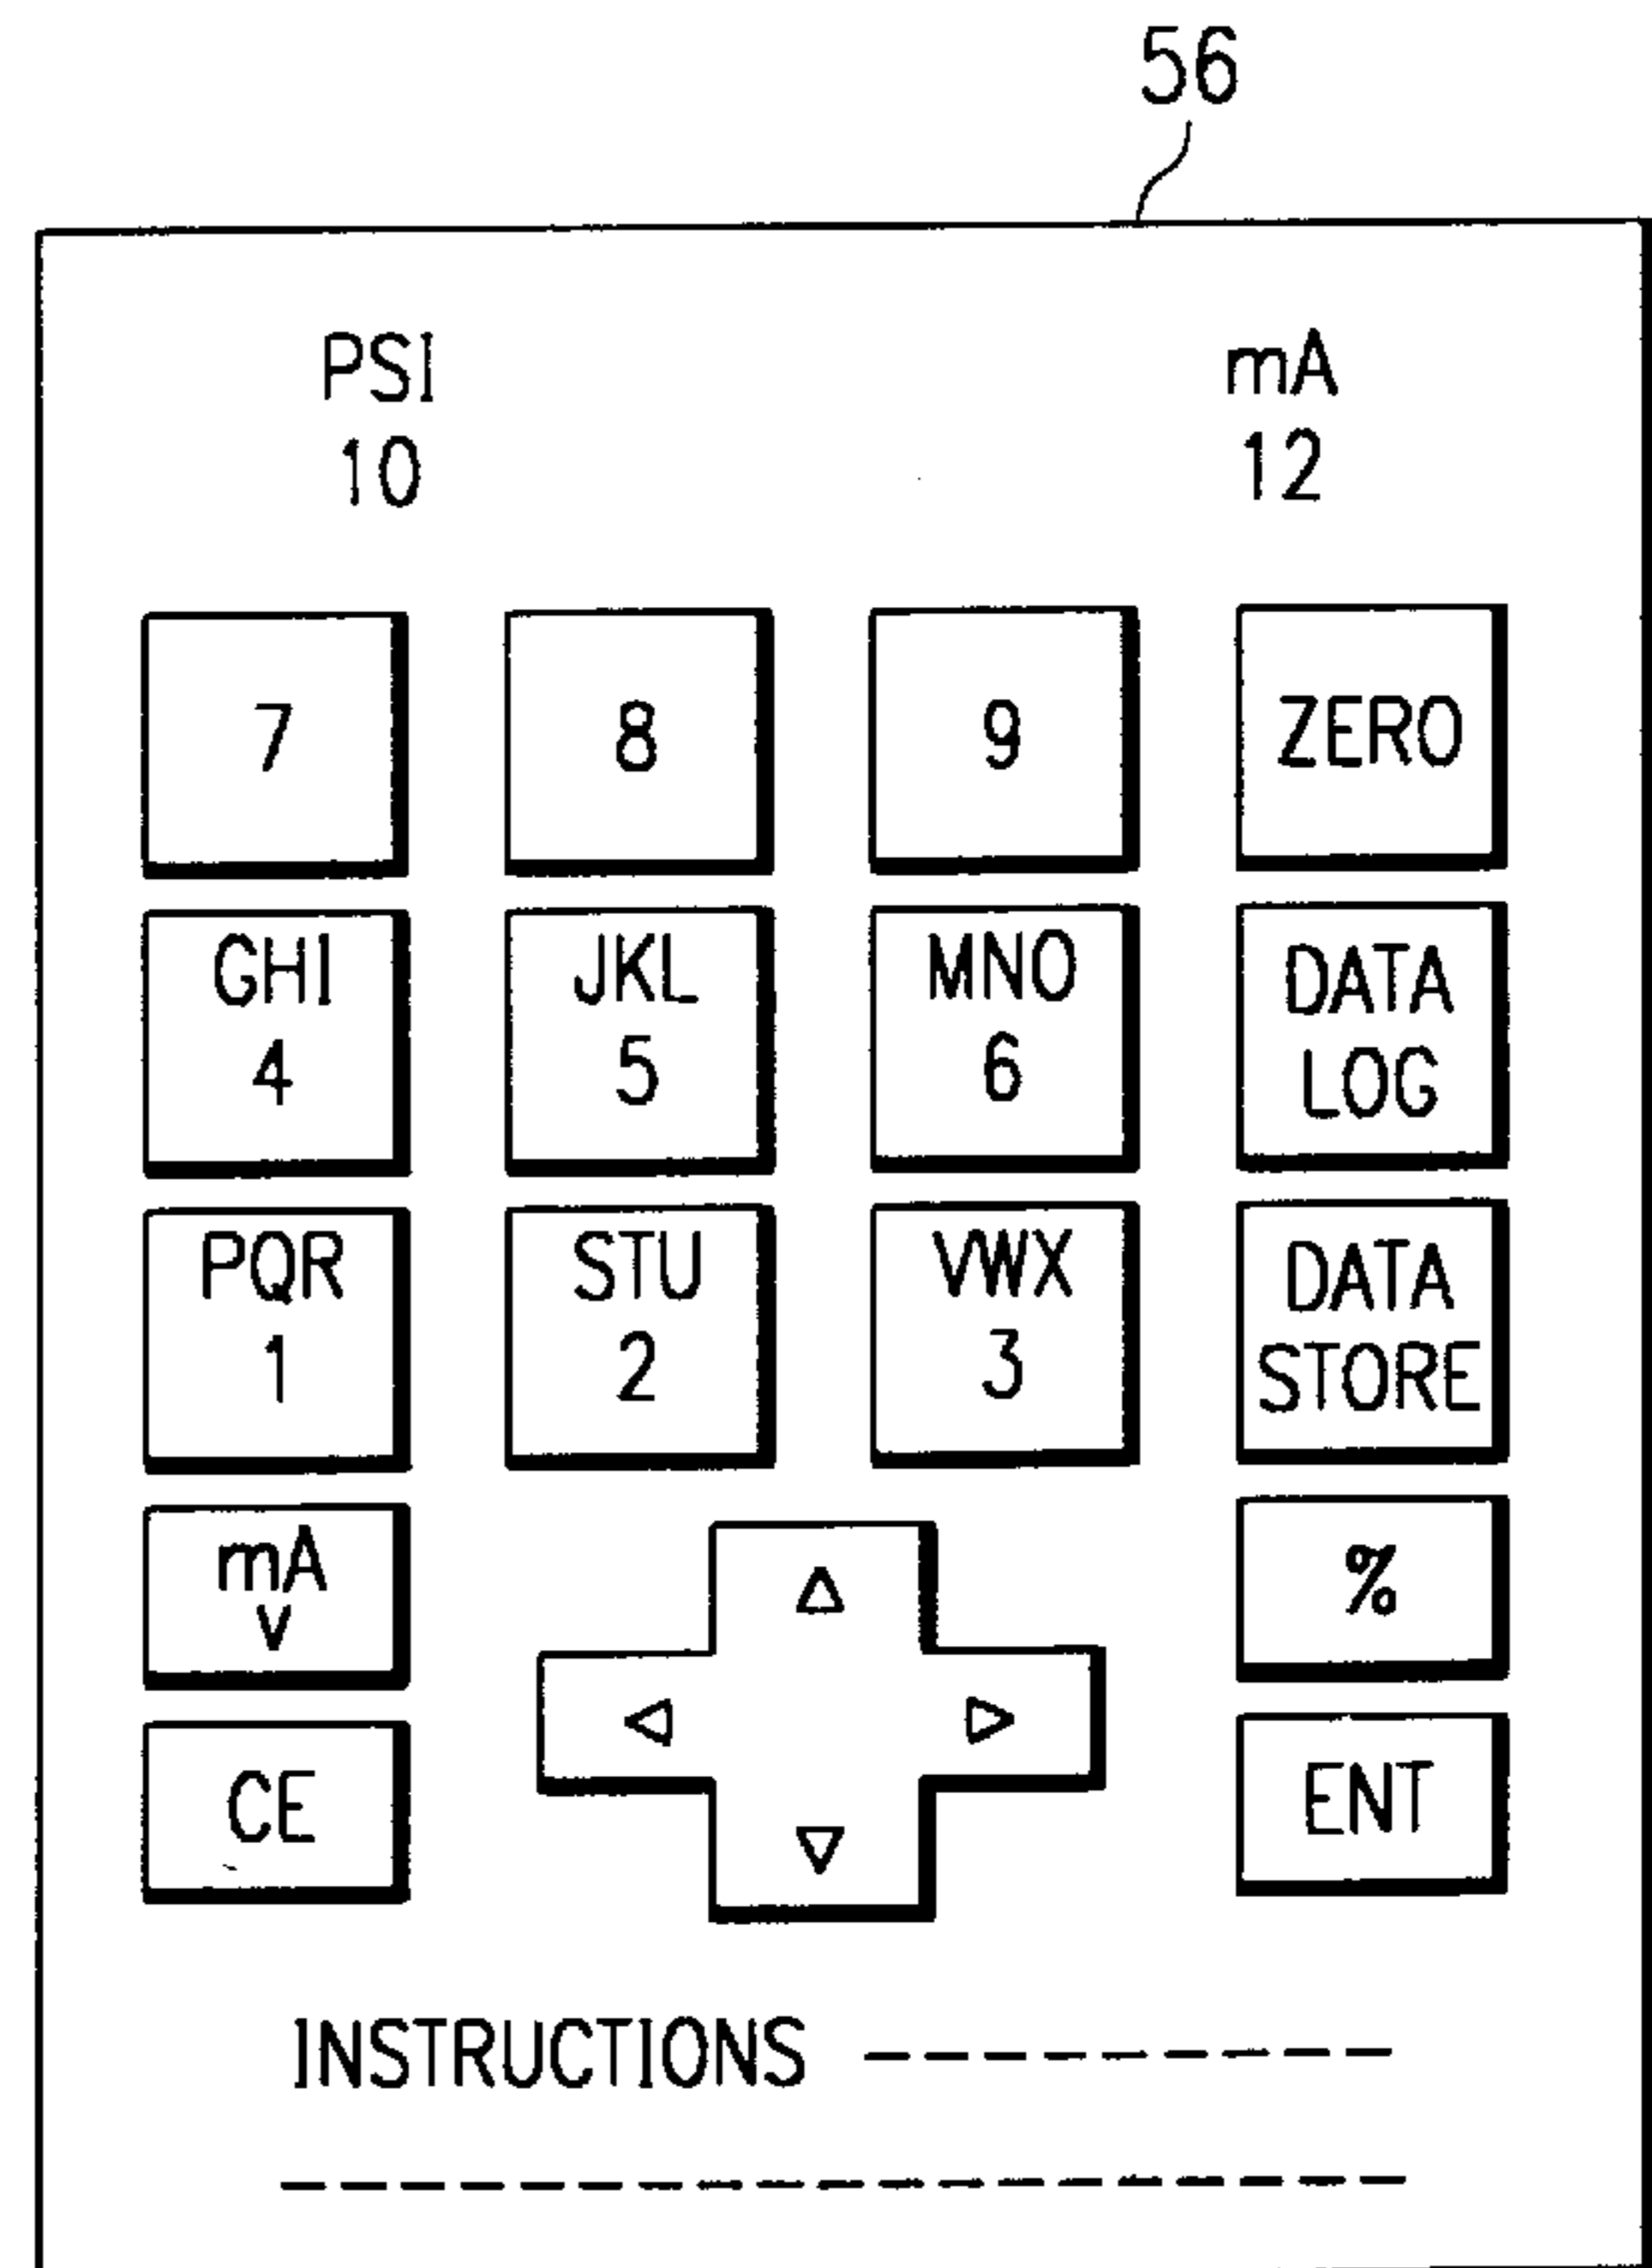 56
PSI mA
10 12
7 8 9 ZERO
GHI JKL MNO DATA
4 5 6 LOG
PQR STU VWX DATA
1 2 3 STORE
mA %
V
CE ENT
INSTRUCTIONS